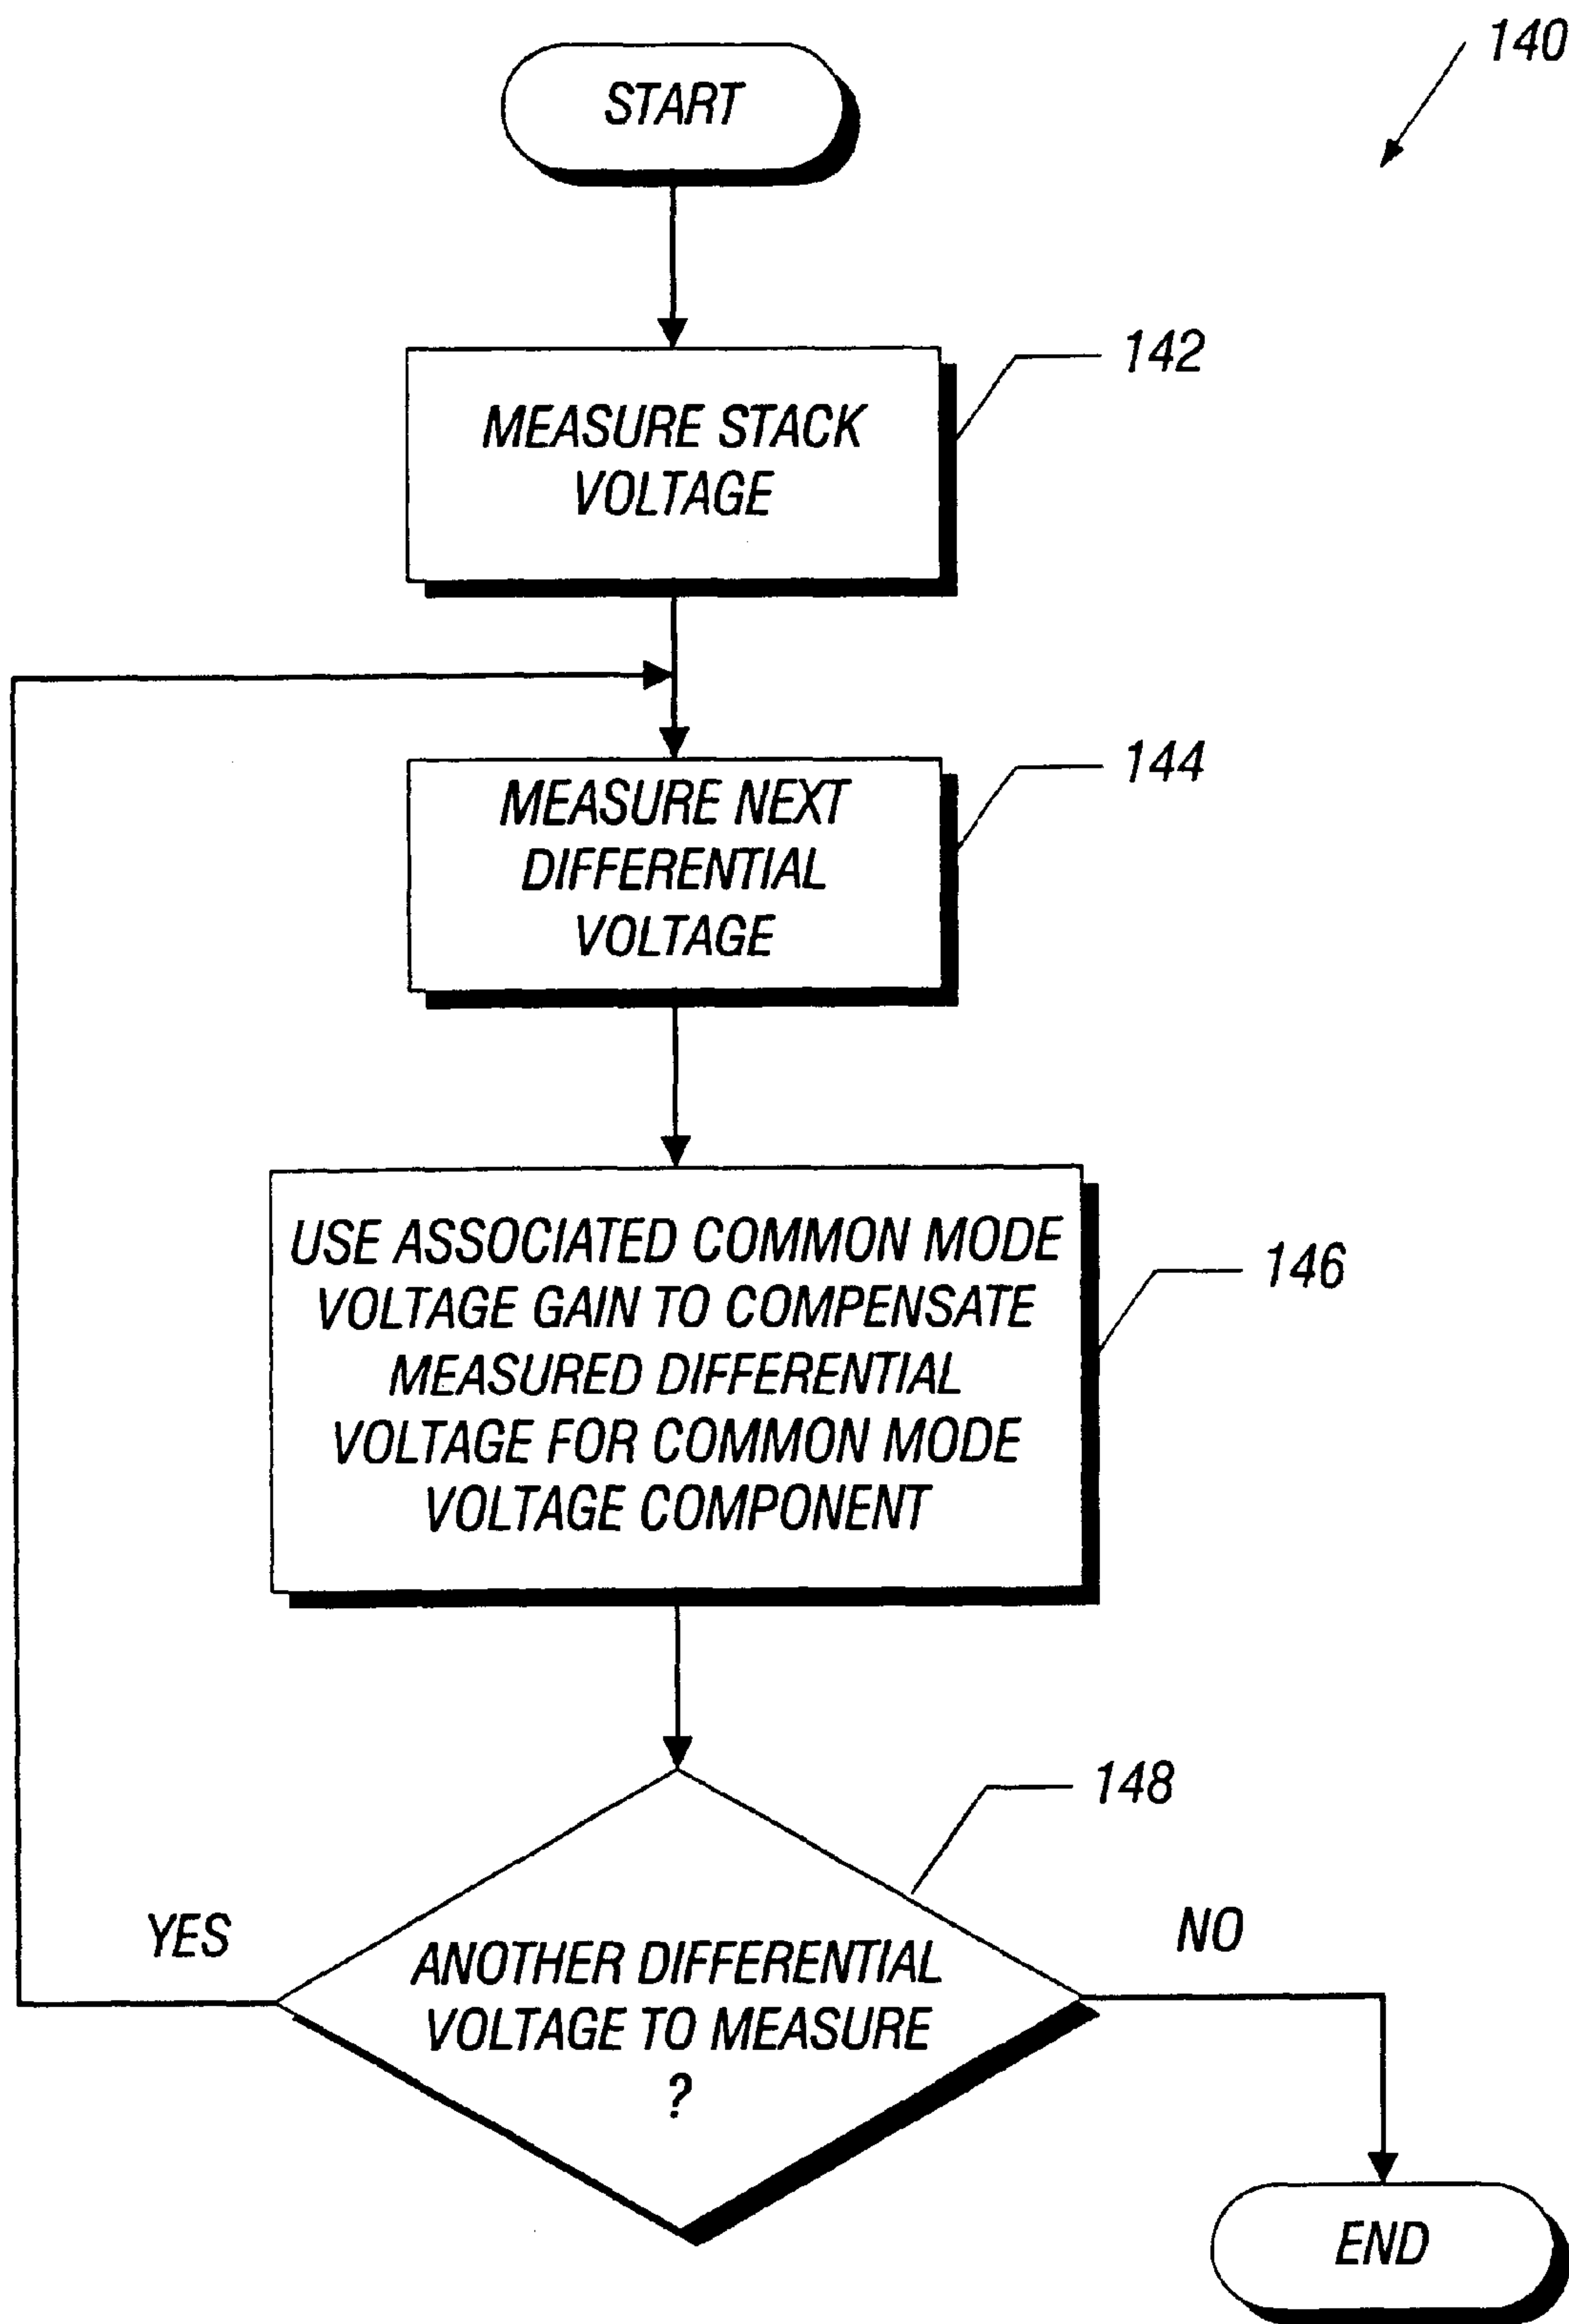 140
START
142
MEASURE STACK
VOLTAGE
144
MEASURE NEXT
DIFFERENTIAL
VOLTAGE
146
USE ASSOCIATED COMMON MODE
VOLTAGE GAIN TO COMPENSATE
MEASURED DIFFERENTIAL
VOLTAGE FOR COMMON MODE
VOLTAGE COMPONENT
148
YES
NO
ANOTHER DIFFERENTIAL
VOLTAGE TO MEASURE
?
END